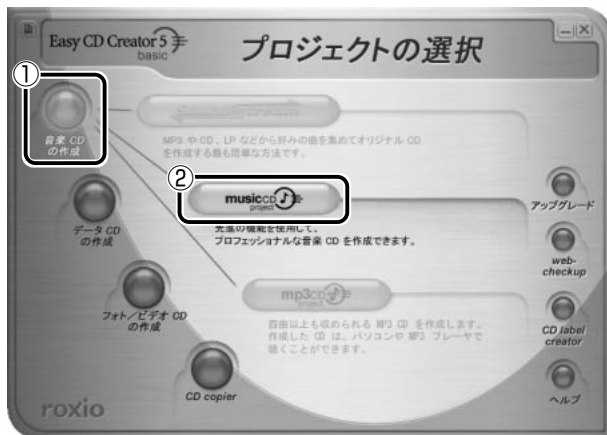 Easy CD Creator 5
basic
プロジェクトの選択
①
音楽 CD
の作成
MP3 や CD、LP などから好みの曲を集めてオリジナル CD
を作成する最も簡単な方法です。
②
musicCD
project
先進の機能を使用して、
プロフェッショナルな音楽 CD を作成できます。
データ CD
の作成
mp3CD
project
百曲以上も収められる MP3 CD を作成します。
作成した CD は、パソコンや MP3 プレーヤで
聴くことができます。
フォト/ビデオ CD
の作成
CD copier
アップグレード
web-
checkup
CD label
creator
ヘルプ
roxio